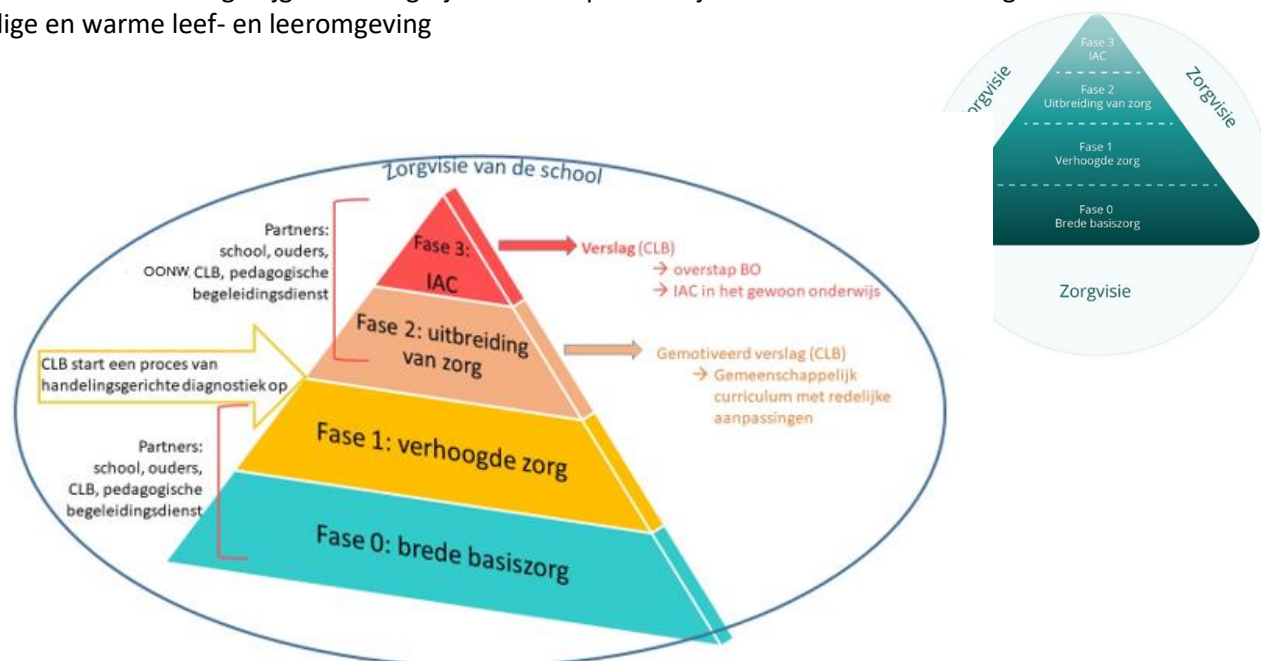 lige en warme leef- en leeromgeving
Fase 3
IAC
Fase 2
Uitbreiding van zorg
Fase 1
Verhoogde zorg
Fase 0
Brede basiszorg
Zorgvisie
Zorgvisie
Zorgvisie van de school
Partners:
school, ouders,
OONW, CLB, pedagogische
begeleidingsdienst
Fase 3:
IAC
Verslag (CLB)
→ overstap BO
→ IAC in het gewoon onderwijs
Fase 2: uitbreiding
van zorg
Gemotiveerd verslag (CLB)
→ Gemeenschappelijk
curriculum met redelijke
aanpassingen
CLB start een proces van
handelingsgerichte diagnostiek op
Fase 1: verhoogde zorg
Partners:
school, ouders,
CLB, pedagogische
begeleidingsdienst
Fase 0: brede basiszorg